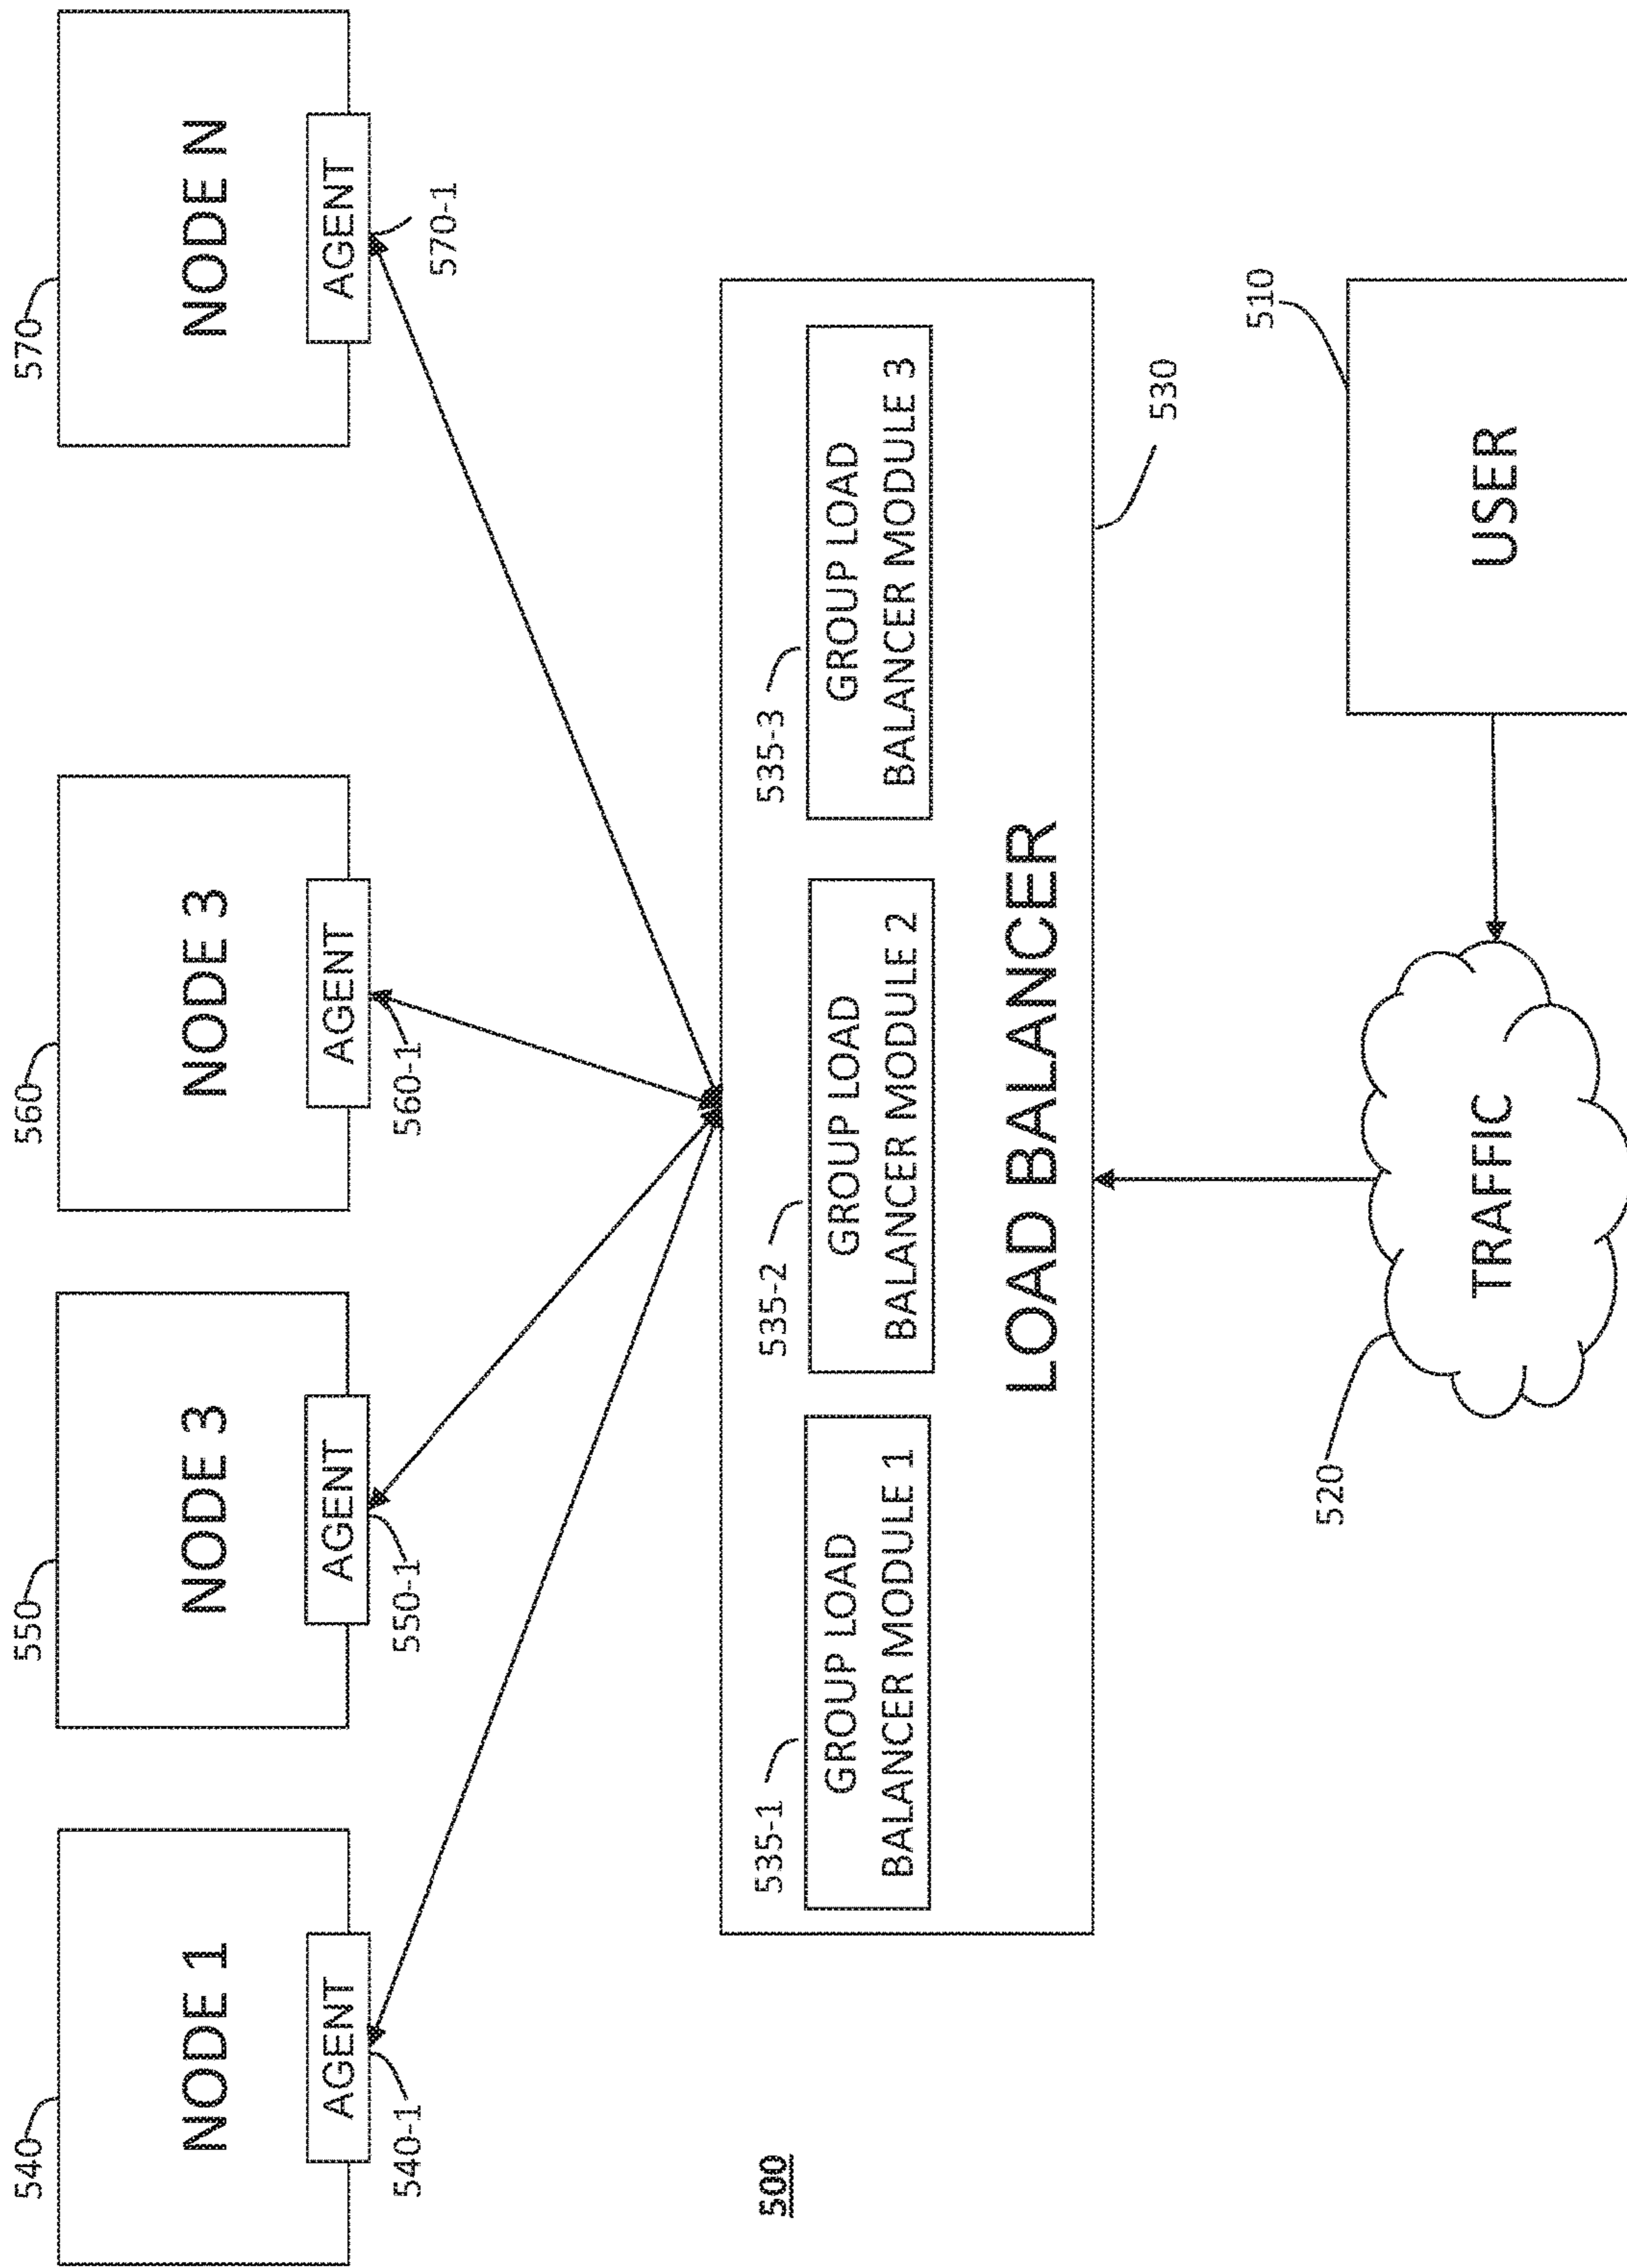 540
550
560
570
NODE 1
NODE 3
NODE 3
NODE N
AGENT
AGENT
AGENT
AGENT
540-1
550-1
560-1
570-1
500
535-1
535-2
535-3
GROUP LOAD
BALANCER MODULE 1
GROUP LOAD
BALANCER MODULE 2
GROUP LOAD
BALANCER MODULE 3
LOAD BALANCER
530
520
TRAFFIC
510
USER